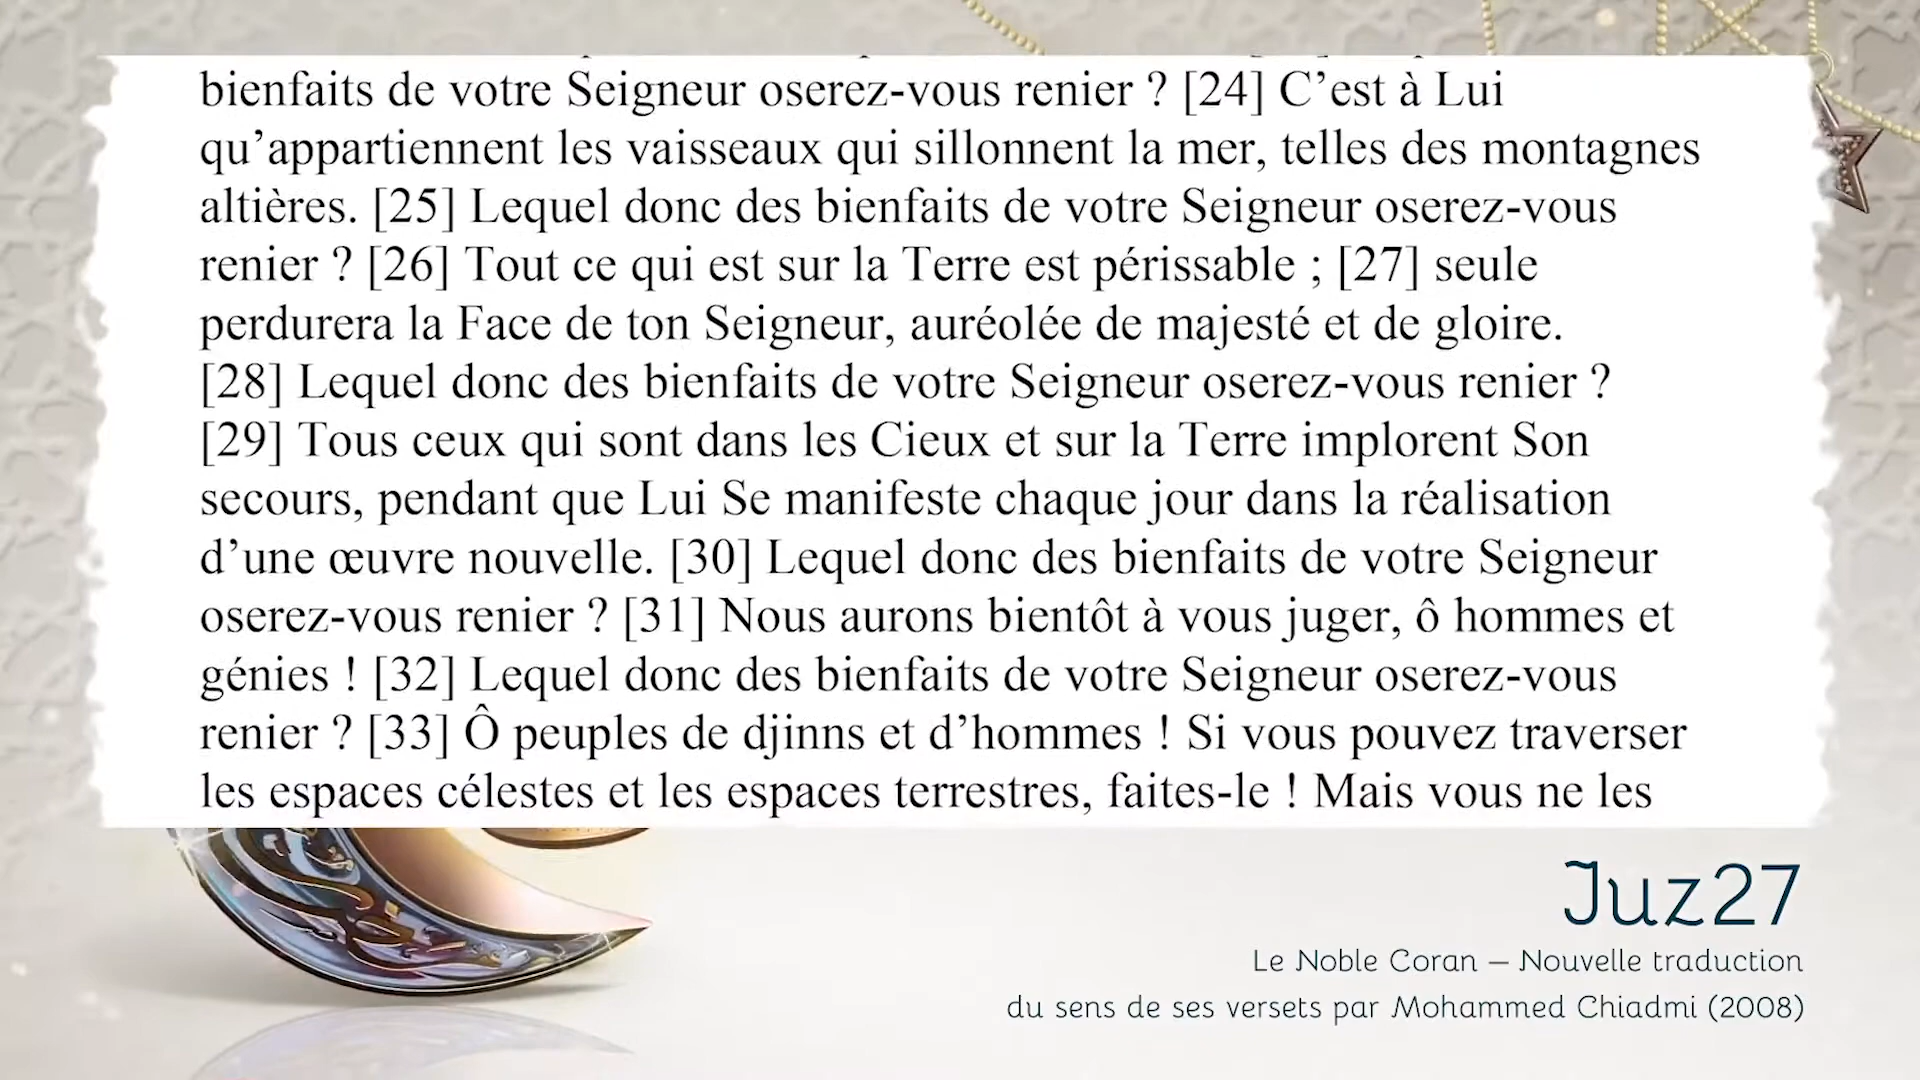 bienfaits de votre Seigneur oserez-vous renier ? [24] C’est à Lui
qu’appartiennent les vaisseaux qui sillonnent la mer, telles des montagnes
altières. [25] Lequel donc des bienfaits de votre Seigneur oserez-vous
renier ? [26] Tout ce qui est sur la Terre est périssable ; [27] seule
perdurera la Face de ton Seigneur, auréolée de majesté et de gloire.
[28] Lequel donc des bienfaits de votre Seigneur oserez-vous renier ?
[29] Tous ceux qui sont dans les Cieux et sur la Terre implorent Son
secours, pendant que Lui Se manifeste chaque jour dans la réalisation
d’une œuvre nouvelle. [30] Lequel donc des bienfaits de votre Seigneur
oserez-vous renier ? [31] Nous aurons bientôt à vous juger, ô hommes et
génies ! [32] Lequel donc des bienfaits de votre Seigneur oserez-vous
renier ? [33] Ô peuples de djinns et d’hommes ! Si vous pouvez traverser
les espaces célestes et les espaces terrestres, faites-le ! Mais vous ne les
Juz27
Le Noble Coran – Nouvelle traduction
du sens de ses versets par Mohammed Chiadmi (2008)